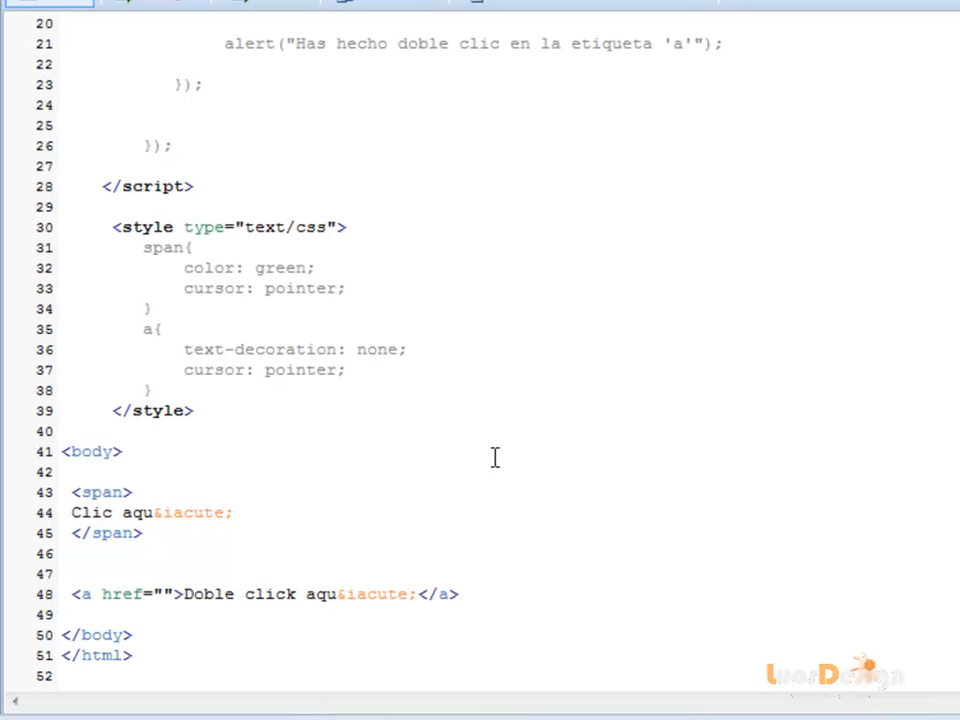 20
21 alert("Has hecho doble clic en la etiqueta 'a'");
22
23 });
24
25
26 });
27
28 </script>
29
30 <style type="text/css">
31 span{
32 color: green;
33 cursor: pointer;
34 }
35 a{
36 text-decoration: none;
37 cursor: pointer;
38 }
39 </style>
40
41 <body>
42
43 <span>
44 Clic aqu&iacute;
45 </span>
46
47
48 <a href="">Doble click aqu&iacute;</a>
49
50 </body>
51 </html>
52
LuosDesign